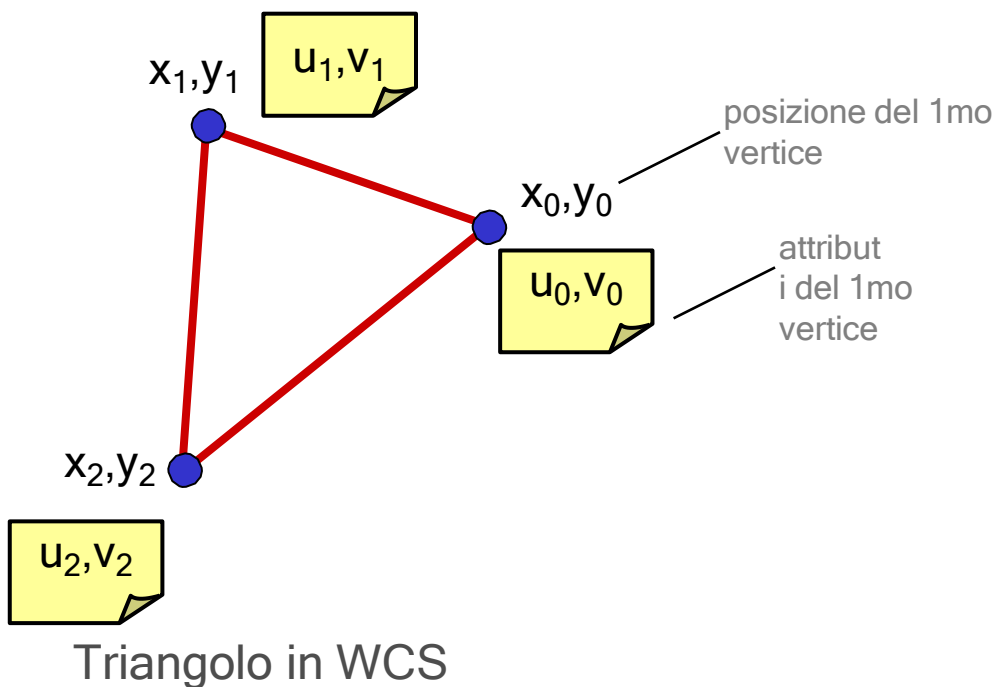 x₁,y₁
u₁,v₁
posizione del 1mo
vertice
x₀,y₀
attribut
i del 1mo
vertice
u₀,v₀
x₂,y₂
u₂,v₂
Triangolo in WCS